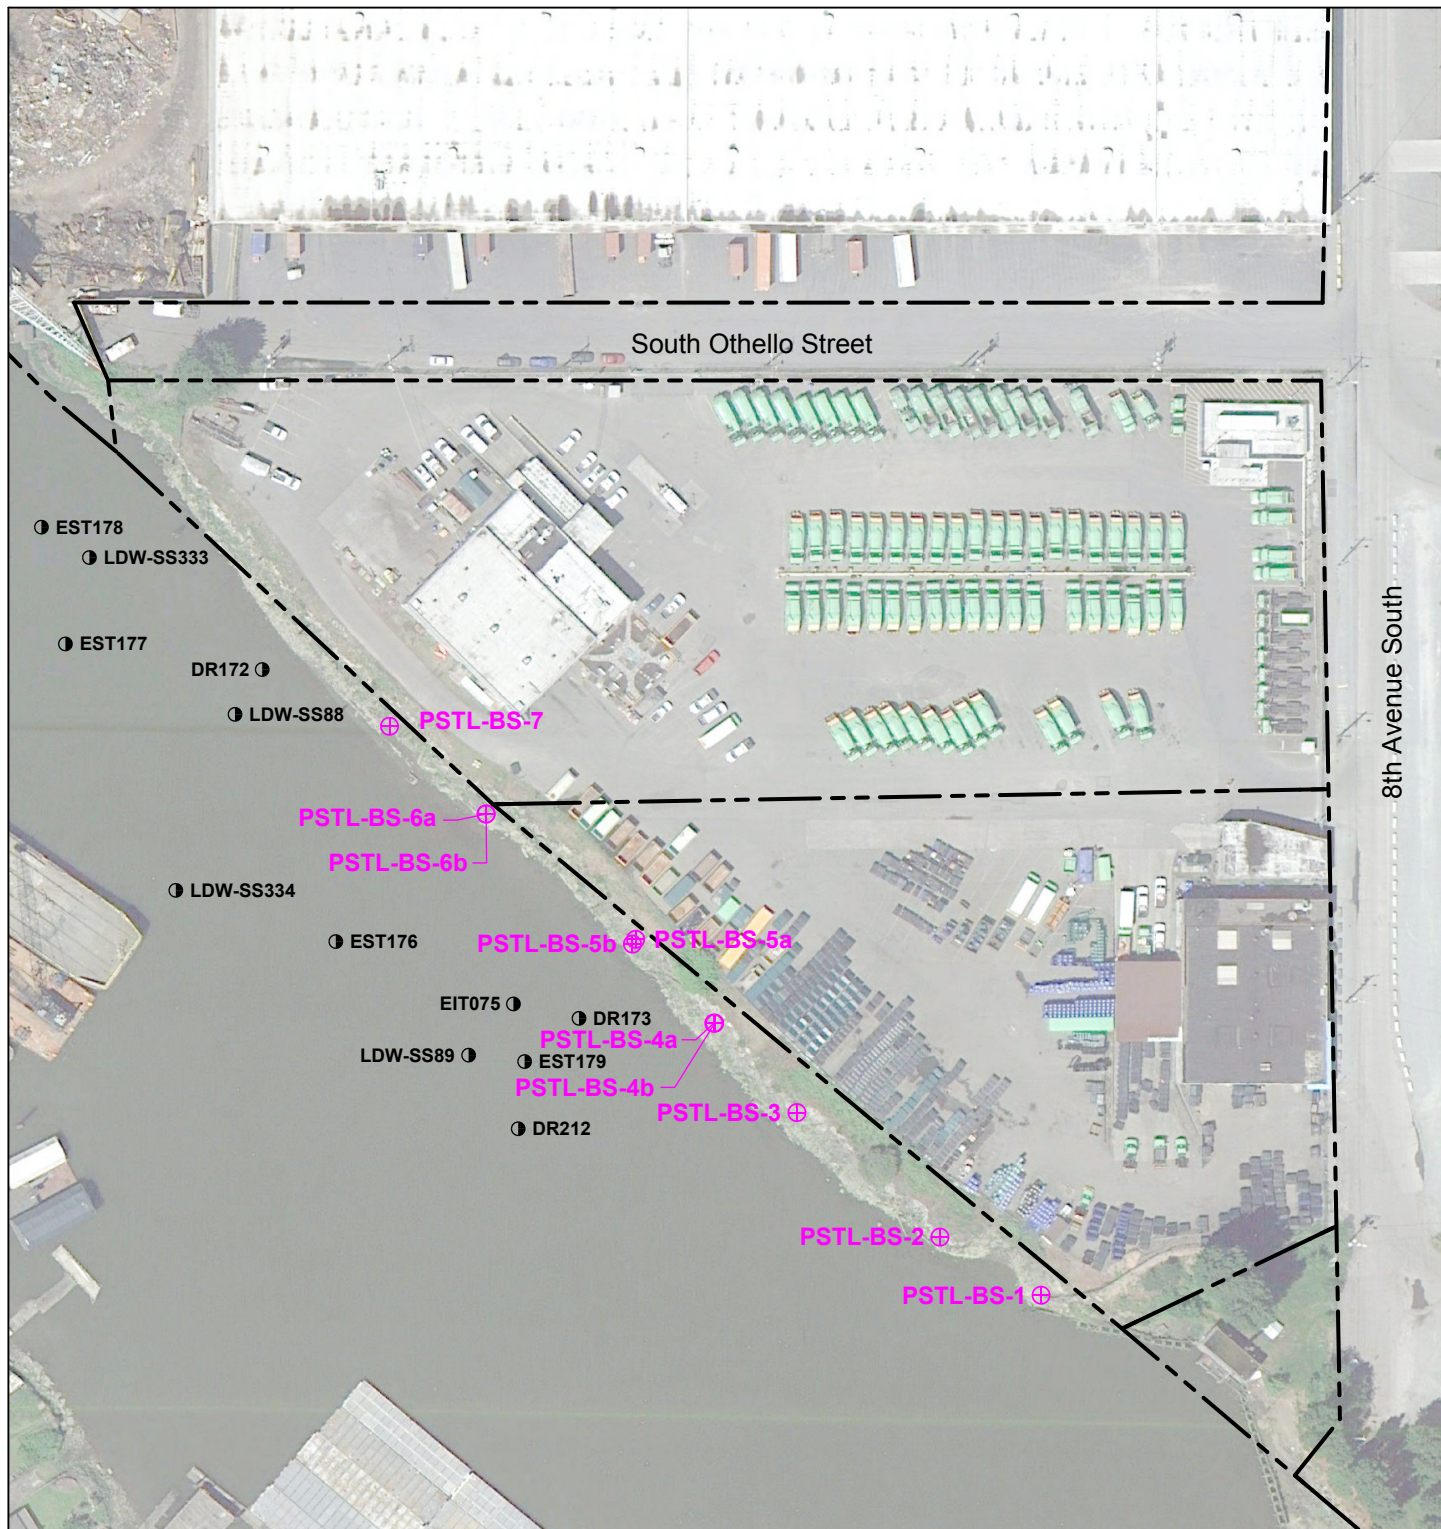 South Othello Street
8th Avenue South
EST178
LDW-SS333
EST177
DR172
LDW-SS88
PSTL-BS-7
PSTL-BS-6a
PSTL-BS-6b
LDW-SS334
EST176
PSTL-BS-5b
PSTL-BS-5a
EIT075
DR173
PSTL-BS-4a
LDW-SS89
EST179
PSTL-BS-4b
PSTL-BS-3
DR212
PSTL-BS-2
PSTL-BS-1